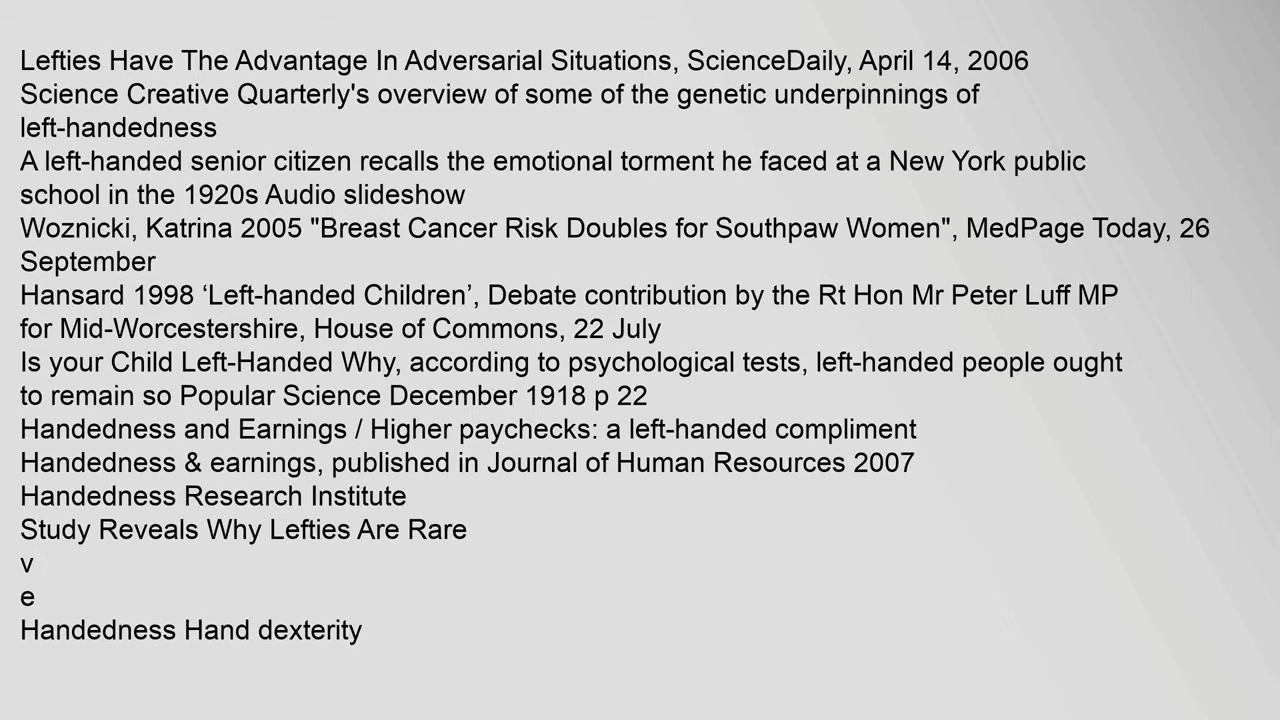 Lefties Have The Advantage In Adversarial Situations, ScienceDaily, April 14, 2006
Science Creative Quarterly's overview of some of the genetic underpinnings of
left-handedness
A left-handed senior citizen recalls the emotional torment he faced at a New York public
school in the 1920s Audio slideshow
Woznicki, Katrina 2005 "Breast Cancer Risk Doubles for Southpaw Women", MedPage Today, 26
September
Hansard 1998 ‘Left-handed Children’, Debate contribution by the Rt Hon Mr Peter Luff MP
for Mid-Worcestershire, House of Commons, 22 July
Is your Child Left-Handed Why, according to psychological tests, left-handed people ought
to remain so Popular Science December 1918 p 22
Handedness and Earnings / Higher paychecks: a left-handed compliment
Handedness & earnings, published in Journal of Human Resources 2007
Handedness Research Institute
Study Reveals Why Lefties Are Rare
v
e
Handedness Hand dexterity